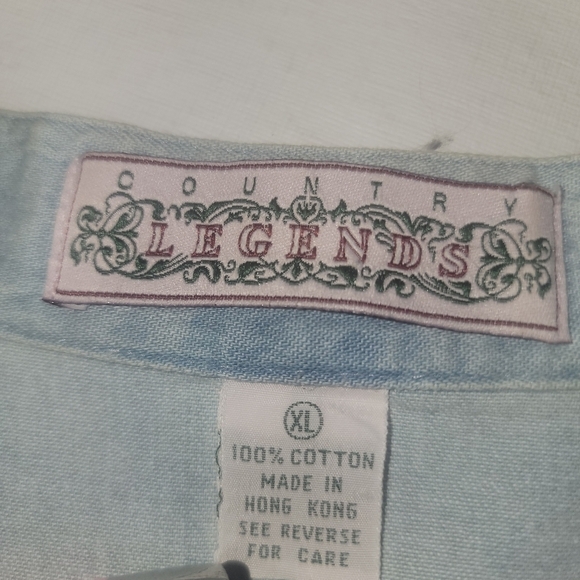 COUNTRY
LEGENDS
XL
100% COTTON
MADE IN
HONG KONG
SEE REVERSE
FOR CARE